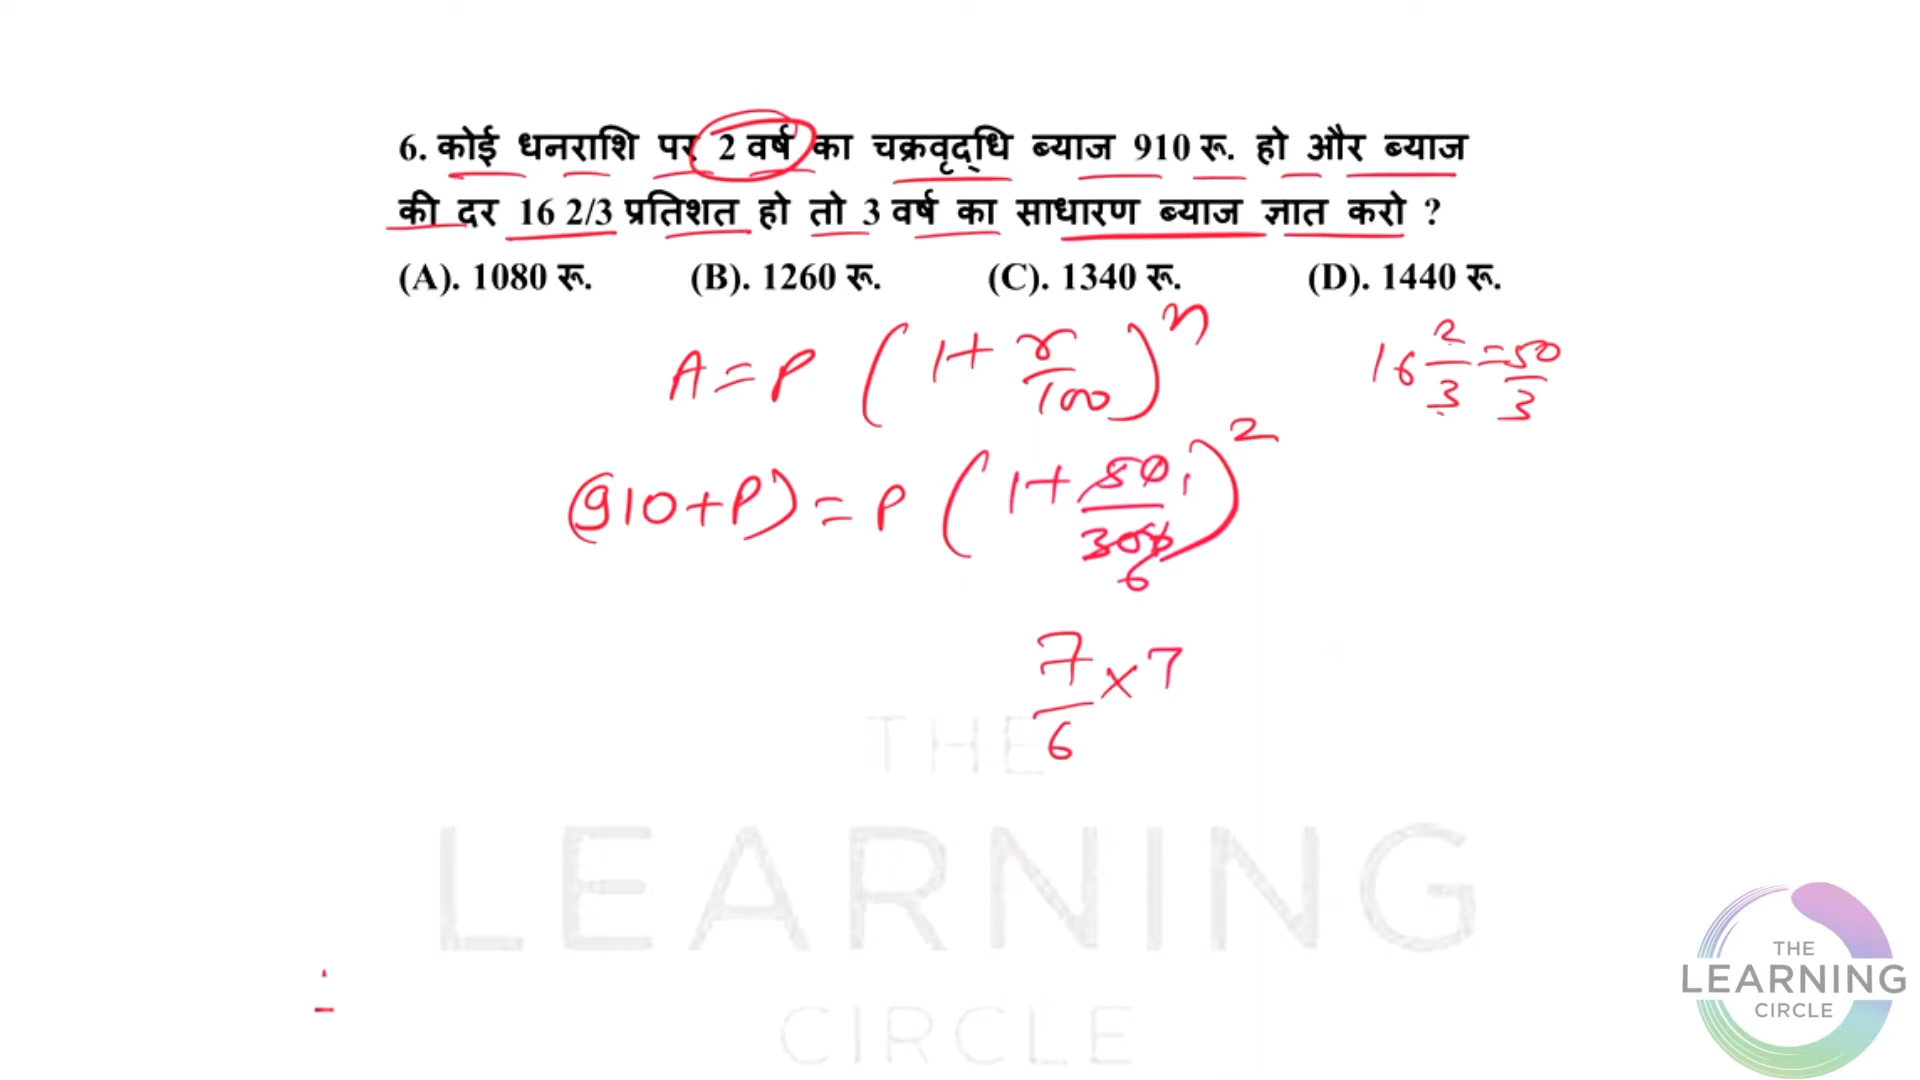 6. कोई धनराशि पर 2 वर्ष का चक्रवृद्धि ब्याज 910 रू. हो और ब्याज
की दर 16 2/3 प्रतिशत हो तो 3 वर्ष का साधारण ब्याज ज्ञात करो ?
(A). 1080 रू. (B). 1260 रू. (C). 1340 रू. (D). 1440 रू.
A = P (1 + r/100)^n
16 2/3 = 50/3
(910 + P) = P (1 + 50/300)^2
1
6
7/6 × 7
THE
LEARNING
CIRCLE
THE
LEARNING
CIRCLE